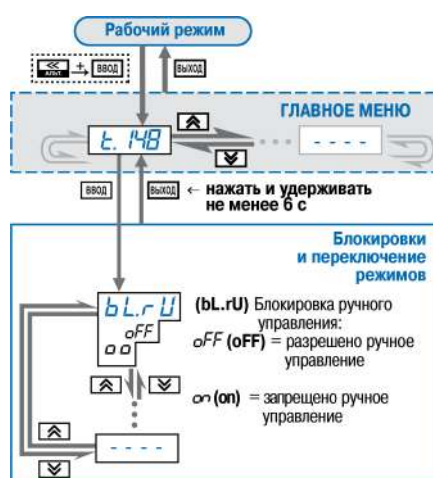 Рабочий режим
≪ АЛЬТ. + → ВВОД
ВЫХОД
ГЛАВНОЕ МЕНЮ
t. 148
- - - -
ВВОД
ВЫХОД ← нажать и удерживать
не менее 6 с
Блокировки
и переключение
режимов
bL.rU
oFF
on
(bL.rU) Блокировка ручного
управления:
oFF (oFF) = разрешено ручное
управление
on (on) = запрещено ручное
управление
- - - -